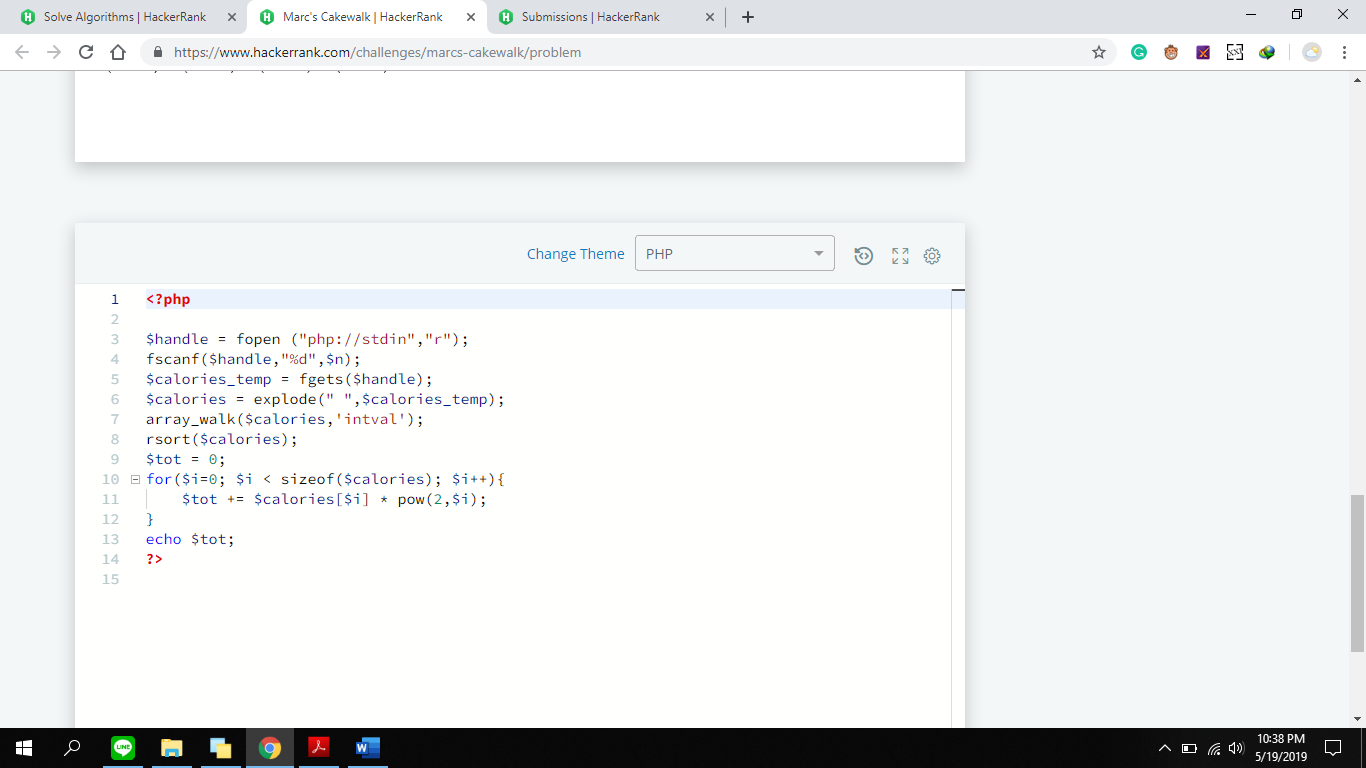 Solve Algorithms | HackerRank
Marc's Cakewalk | HackerRank
Submissions | HackerRank
https://www.hackerrank.com/challenges/marcs-cakewalk/problem
Change Theme
PHP
1 <?php
2
3 $handle = fopen ("php://stdin","r");
4 fscanf($handle,"%d",$n);
5 $calories_temp = fgets($handle);
6 $calories = explode(" ",$calories_temp);
7 array_walk($calories,'intval');
8 rsort($calories);
9 $tot = 0;
10 for($i=0; $i < sizeof($calories); $i++){
11 $tot += $calories[$i] * pow(2,$i);
12 }
13 echo $tot;
14 ?>
15
LINE
10:38 PM
5/19/2019